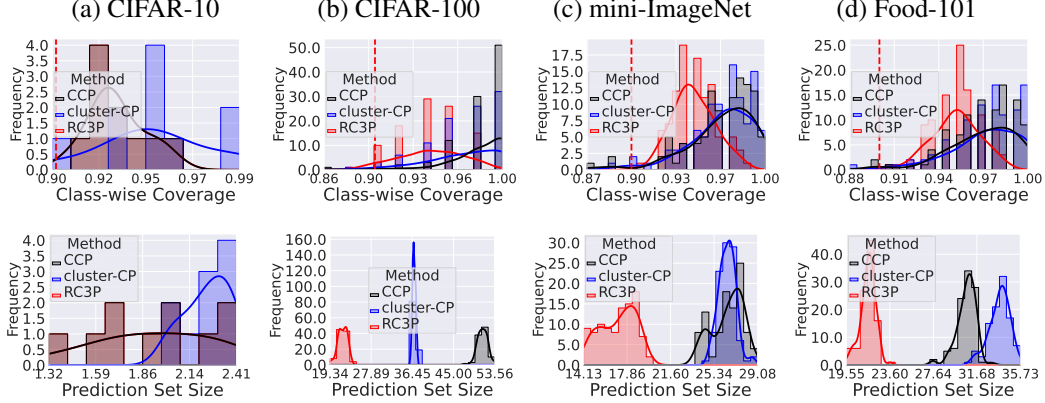 (a) CIFAR-10 (b) CIFAR-100 (c) mini-ImageNet (d) Food-101
Frequency
4.0
3.5
3.0
2.5
2.0
1.5
1.0
0.5
0.0
Method
CCP
cluster-CP
RC3P
0.90 0.92 0.95 0.97 0.99
Class-wise Coverage
50.0
40.0
30.0
20.0
10.0
0.0
Method
CCP
cluster-CP
RC3P
0.86 0.90 0.93 0.96 1.00
Class-wise Coverage
Frequency
17.5
15.0
12.5
10.0
7.5
5.0
2.5
0.0
Method
CCP
cluster-CP
RC3P
0.87 0.90 0.93 0.97 1.00
Class-wise Coverage
Frequency
25.0
20.0
15.0
10.0
5.0
0.0
Method
CCP
cluster-CP
RC3P
0.88 0.91 0.94 0.97 1.00
Class-wise Coverage
Frequency
4.0
3.5
3.0
2.5
2.0
1.5
1.0
0.5
0.0
Method
CCP
cluster-CP
RC3P
1.32 1.59 1.86 2.14 2.41
Prediction Set Size
Frequency
160.0
140.0
120.0
100.0
80.0
60.0
40.0
20.0
0.0
Method
CCP
cluster-CP
RC3P
19.34 27.89 36.45 45.00 53.56
Prediction Set Size
Frequency
30.0
25.0
20.0
15.0
10.0
5.0
0.0
Method
CCP
cluster-CP
RC3P
14.13 17.86 21.60 25.34 29.08
Prediction Set Size
Frequency
40.0
30.0
20.0
10.0
0.0
Method
CCP
cluster-CP
RC3P
19.55 23.60 27.64 31.68 35.73
Prediction Set Size
Frequency